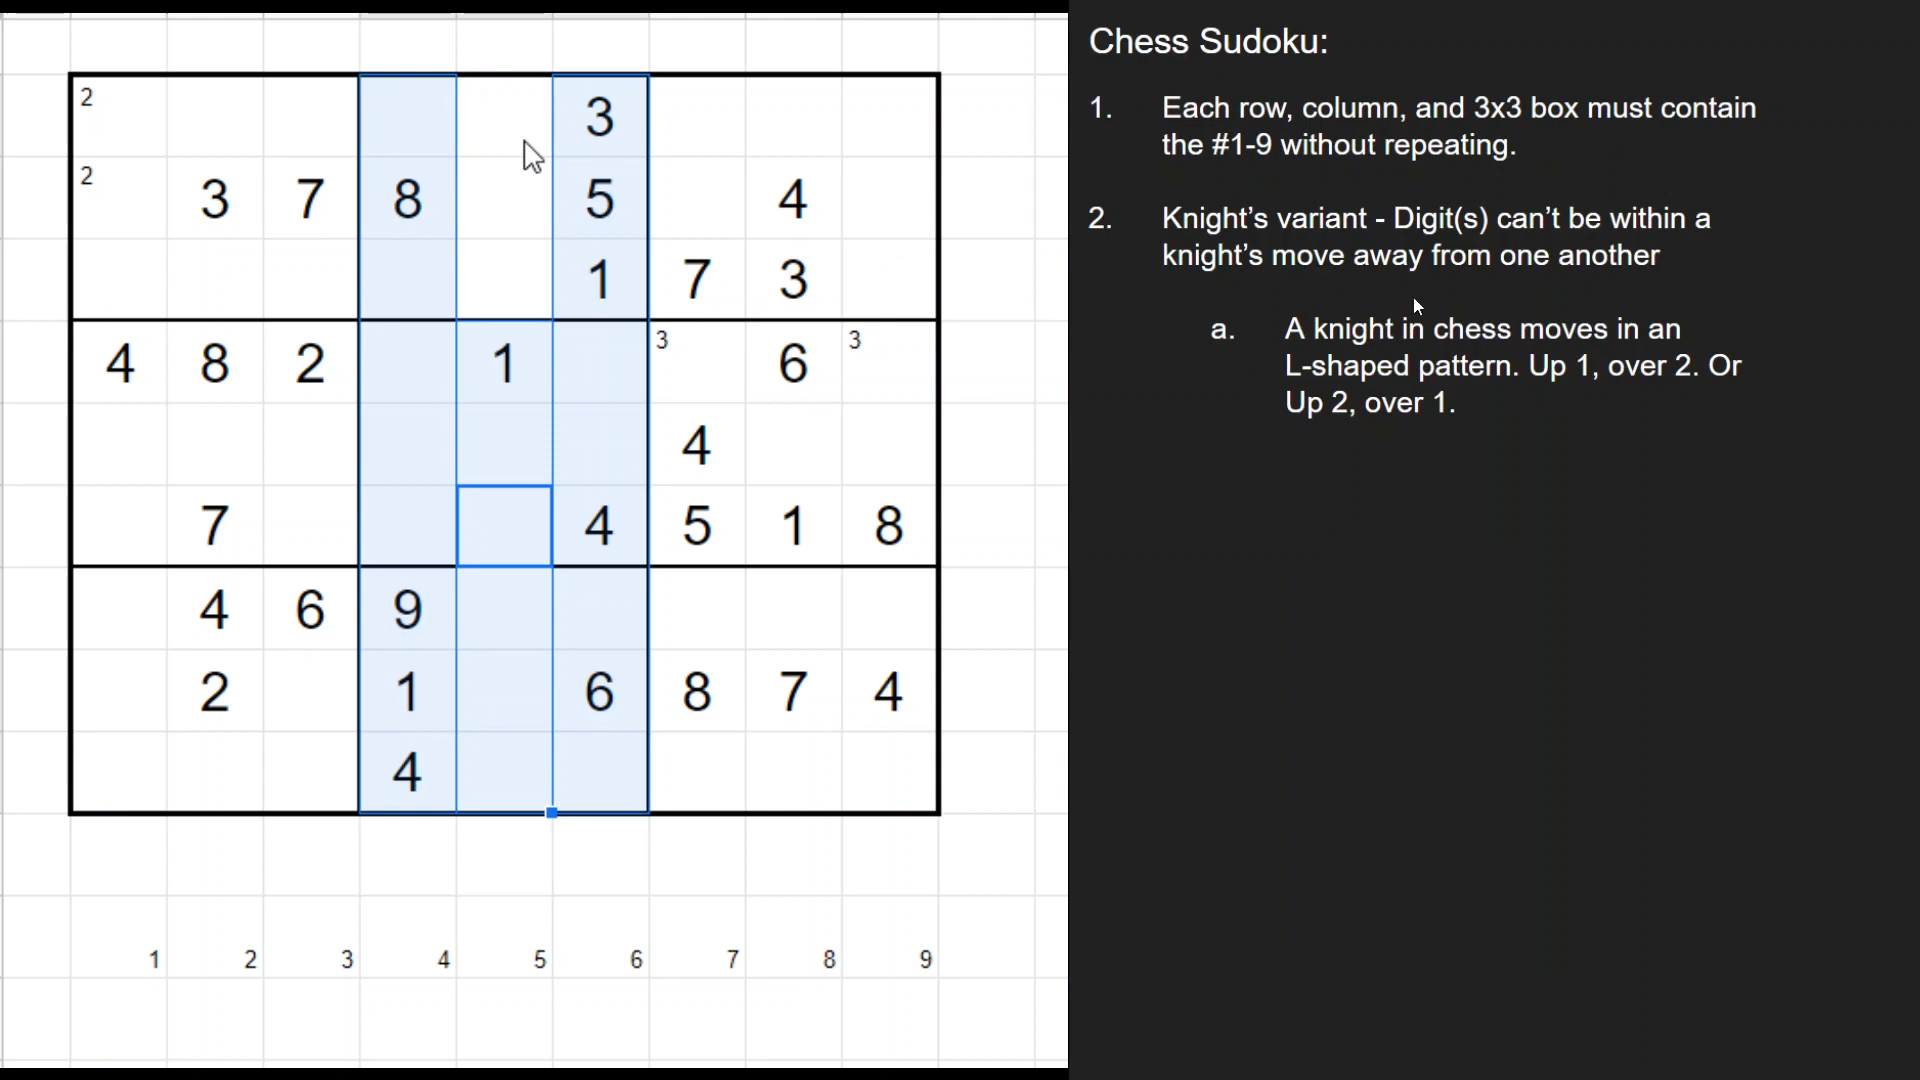 Chess Sudoku:
1. Each row, column, and 3x3 box must contain
the #1-9 without repeating.
2. Knight's variant - Digit(s) can't be within a
knight's move away from one another
a. A knight in chess moves in an
L-shaped pattern. Up 1, over 2. Or
Up 2, over 1.
2 3
2 3 7 8 5 4
1 7 3
4 8 2 1 3 6 3
4
7 4 5 1 8
4 6 9
2 1 6 8 7 4
4
1 2 3 4 5 6 7 8 9